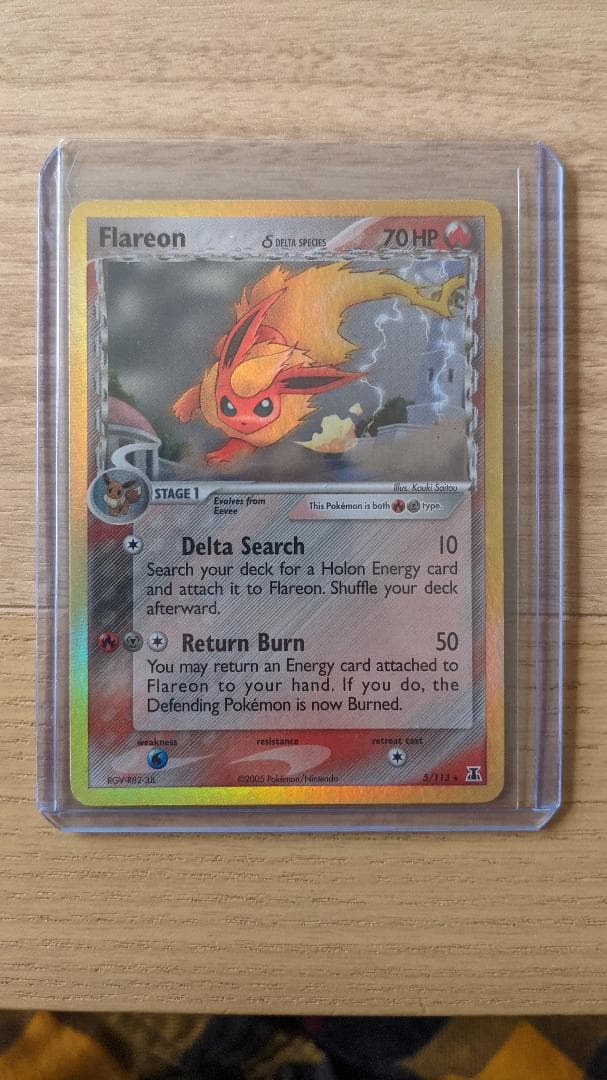 Flareon δ DELTA SPECIES 70 HP
Illus. Kouki Saitou
STAGE 1 Evolves from Eevee This Pokémon is both type.
Delta Search 10
Search your deck for a Holon Energy card
and attach it to Flareon. Shuffle your deck
afterward.
Return Burn 50
You may return an Energy card attached to
Flareon to your hand. If you do, the
Defending Pokémon is now Burned.
weakness resistance retreat cost
©2005 Pokémon/Nintendo 5/113 ★